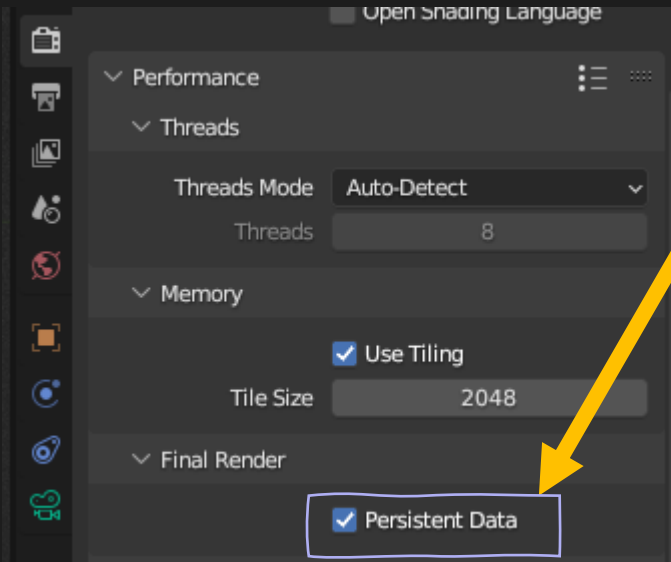 Open Shading Language
Performance
Threads
Threads Mode Auto-Detect
Threads 8
Memory
Use Tiling
Tile Size 2048
Final Render
Persistent Data